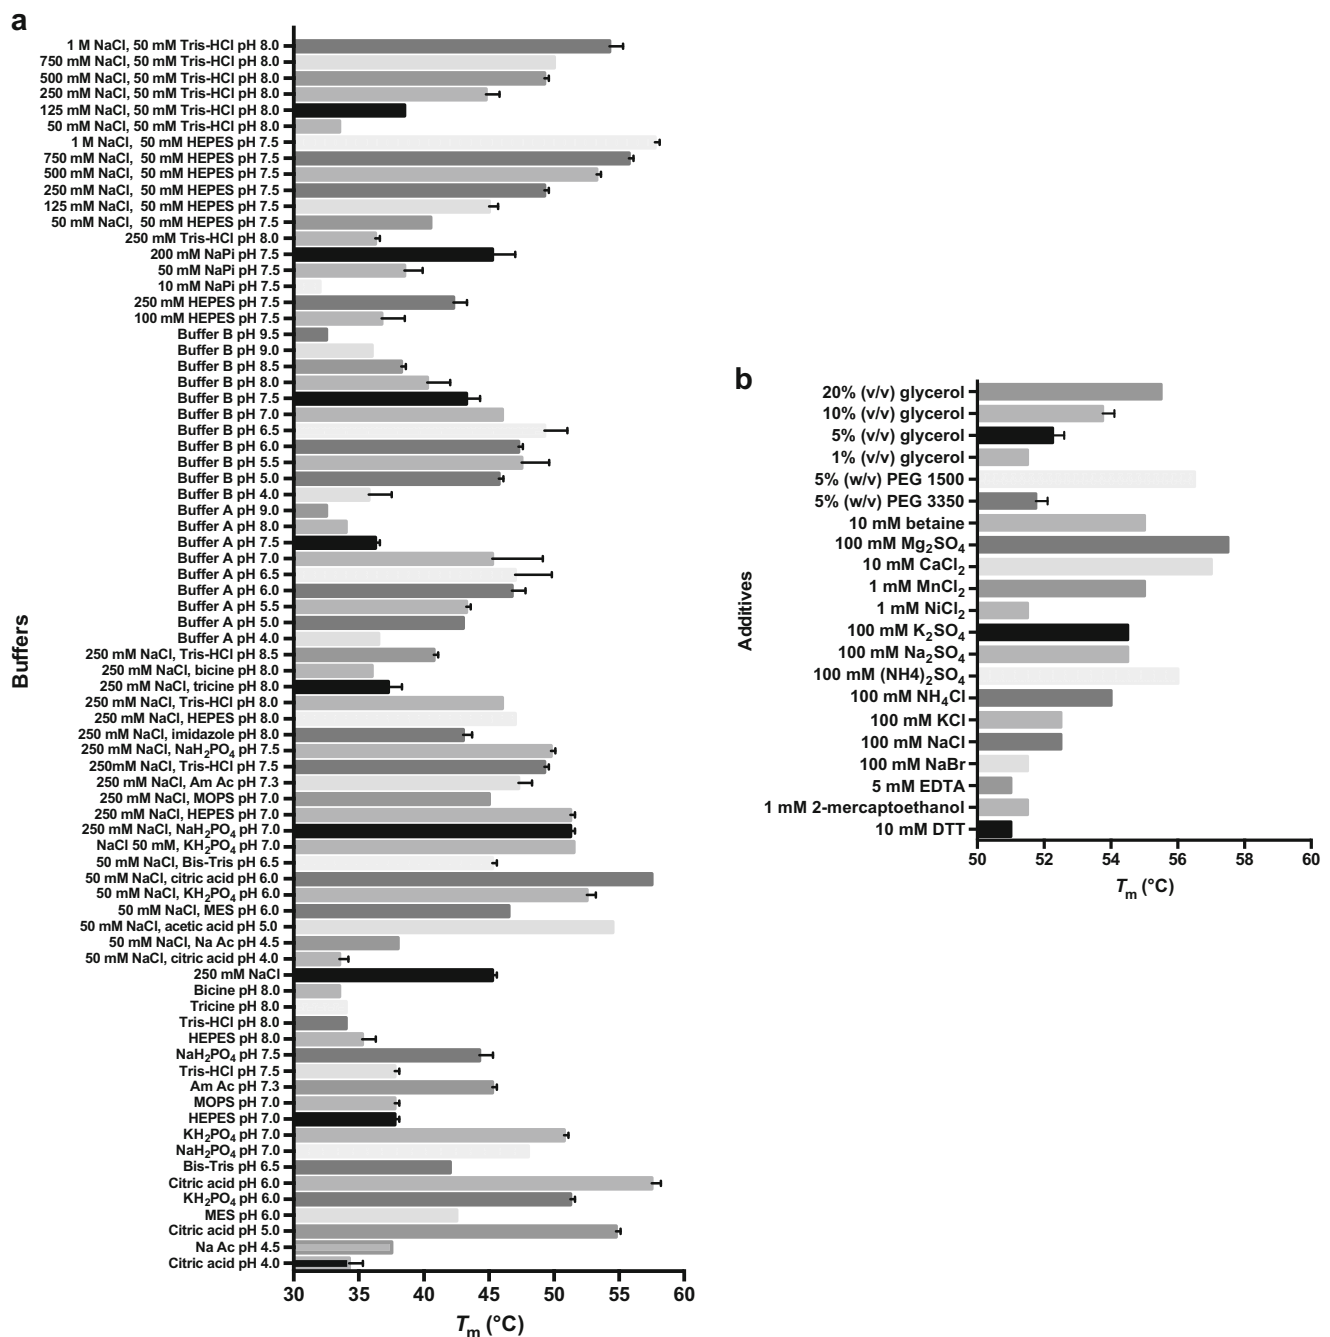 a
1 M NaCl, 50 mM Tris-HCl pH 8.0
750 mM NaCl, 50 mM Tris-HCl pH 8.0
500 mM NaCl, 50 mM Tris-HCl pH 8.0
250 mM NaCl, 50 mM Tris-HCl pH 8.0
125 mM NaCl, 50 mM Tris-HCl pH 8.0
50 mM NaCl, 50 mM Tris-HCl pH 8.0
1 M NaCl, 50 mM HEPES pH 7.5
750 mM NaCl, 50 mM HEPES pH 7.5
500 mM NaCl, 50 mM HEPES pH 7.5
250 mM NaCl, 50 mM HEPES pH 7.5
125 mM NaCl, 50 mM HEPES pH 7.5
50 mM NaCl, 50 mM HEPES pH 7.5
250 mM Tris-HCl pH 8.0
200 mM NaPi pH 7.5
50 mM NaPi pH 7.5
10 mM NaPi pH 7.5
250 mM HEPES pH 7.5
100 mM HEPES pH 7.5
Buffer B pH 9.5
Buffer B pH 9.0
Buffer B pH 8.5
Buffer B pH 8.0
Buffer B pH 7.5
Buffer B pH 7.0
Buffer B pH 6.5
Buffer B pH 6.0
Buffer B pH 5.5
Buffer B pH 5.0
Buffer B pH 4.0
Buffer A pH 9.0
Buffer A pH 8.0
Buffer A pH 7.5
Buffer A pH 7.0
Buffer A pH 6.5
Buffer A pH 6.0
Buffer A pH 5.5
Buffer A pH 5.0
Buffer A pH 4.0
250 mM NaCl, Tris-HCl pH 8.5
250 mM NaCl, bicine pH 8.0
250 mM NaCl, tricine pH 8.0
250 mM NaCl, Tris-HCl pH 8.0
250 mM NaCl, HEPES pH 8.0
250 mM NaCl, imidazole pH 8.0
250 mM NaCl, NaH₂PO₄ pH 7.5
250mM NaCl, Tris-HCl pH 7.5
250 mM NaCl, Am Ac pH 7.3
250 mM NaCl, MOPS pH 7.0
250 mM NaCl, HEPES pH 7.0
250 mM NaCl, NaH₂PO₄ pH 7.0
NaCl 50 mM, KH₂PO₄ pH 7.0
50 mM NaCl, Bis-Tris pH 6.5
50 mM NaCl, citric acid pH 6.0
50 mM NaCl, KH₂PO₄ pH 6.0
50 mM NaCl, MES pH 6.0
50 mM NaCl, acetic acid pH 5.0
50 mM NaCl, Na Ac pH 4.5
50 mM NaCl, citric acid pH 4.0
250 mM NaCl
Bicine pH 8.0
Tricine pH 8.0
Tris-HCl pH 8.0
HEPES pH 8.0
NaH₂PO₄ pH 7.5
Tris-HCl pH 7.5
Am Ac pH 7.3
MOPS pH 7.0
HEPES pH 7.0
KH₂PO₄ pH 7.0
NaH₂PO₄ pH 7.0
Bis-Tris pH 6.5
Citric acid pH 6.0
KH₂PO₄ pH 6.0
MES pH 6.0
Citric acid pH 5.0
Na Ac pH 4.5
Citric acid pH 4.0
Buffers
30 35 40 45 50 55 60
Tm (°C)
b
20% (v/v) glycerol
10% (v/v) glycerol
5% (v/v) glycerol
1% (v/v) glycerol
5% (w/v) PEG 1500
5% (w/v) PEG 3350
10 mM betaine
100 mM Mg₂SO₄
10 mM CaCl₂
1 mM MnCl₂
1 mM NiCl₂
100 mM K₂SO₄
100 mM Na₂SO₄
100 mM (NH4)₂SO₄
100 mM NH₄Cl
100 mM KCl
100 mM NaCl
100 mM NaBr
5 mM EDTA
1 mM 2-mercaptoethanol
10 mM DTT
Additives
50 52 54 56 58 60
Tm (°C)